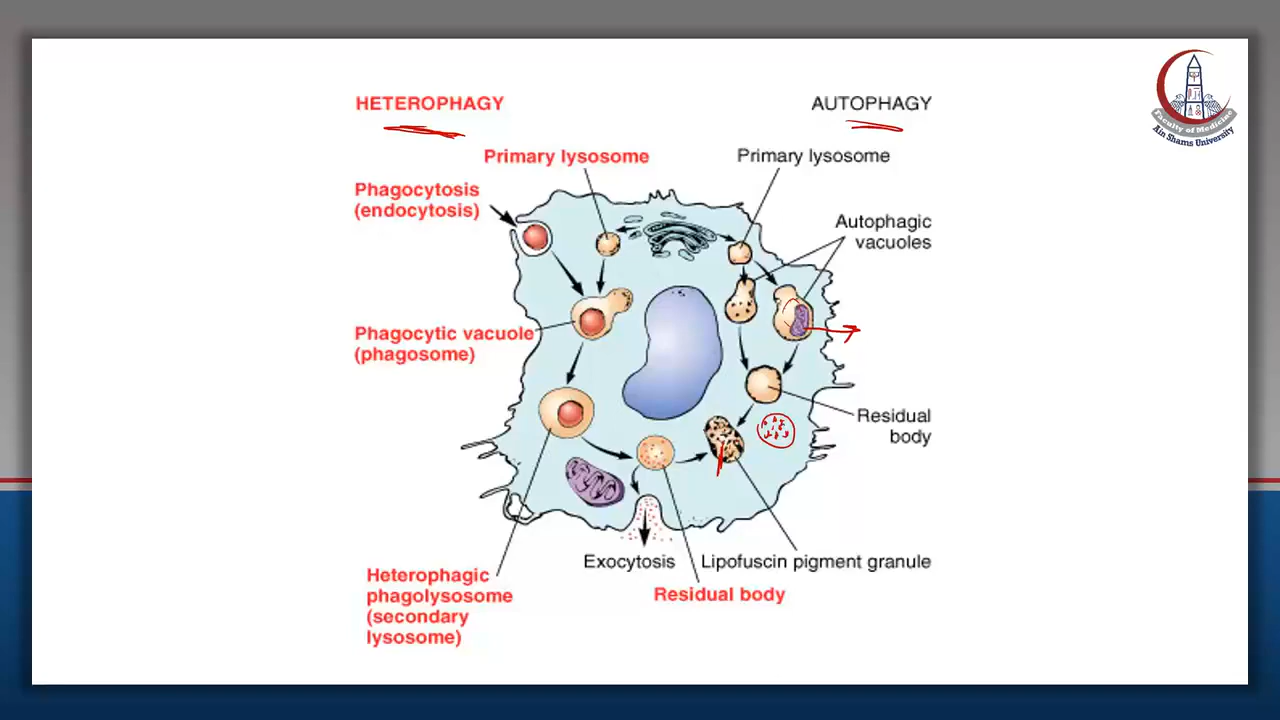 HETEROPHAGY
AUTOPHAGY
Faculty of Medicine
Ain Shams University
Primary lysosome
Primary lysosome
Phagocytosis
(endocytosis)
Autophagic
vacuoles
Phagocytic vacuole
(phagosome)
Residual
body
Exocytosis
Lipofuscin pigment granule
Heterophagic
phagolysosome
(secondary
lysosome)
Residual body